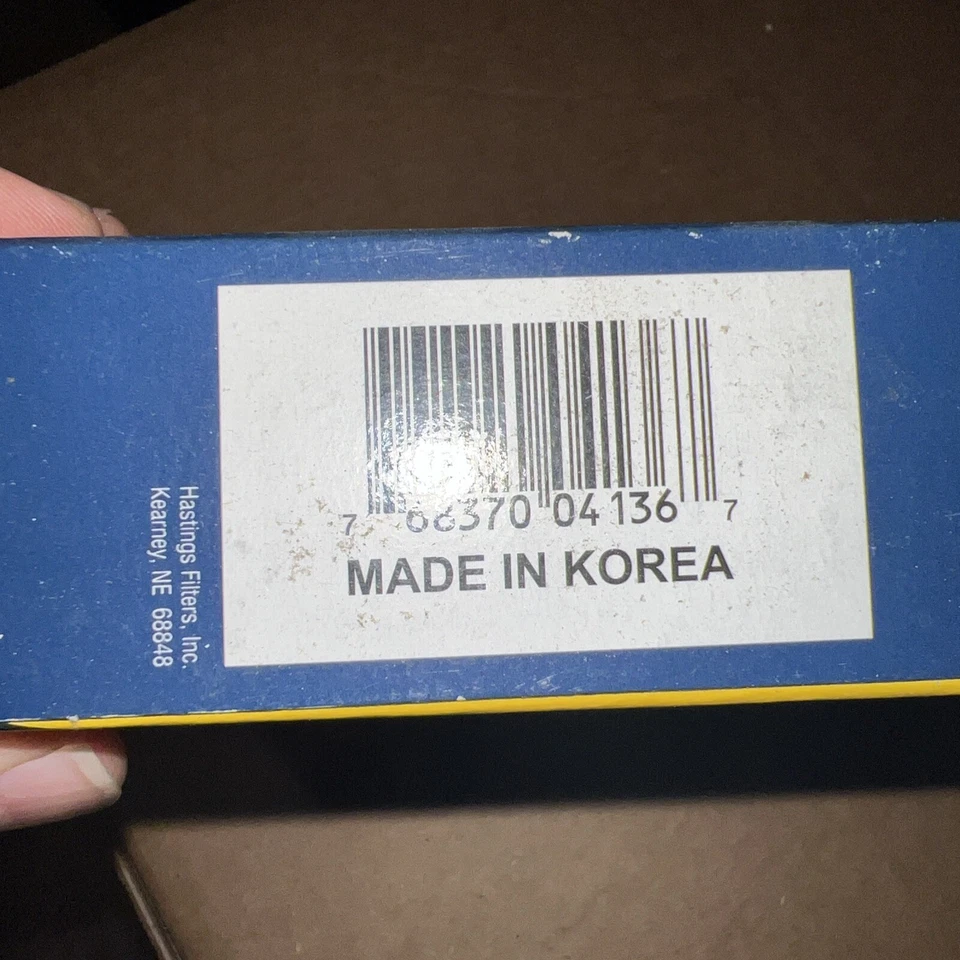 Hastings Filters, Inc.
Kearney, NE 68848
7 68370 04136 7
MADE IN KOREA